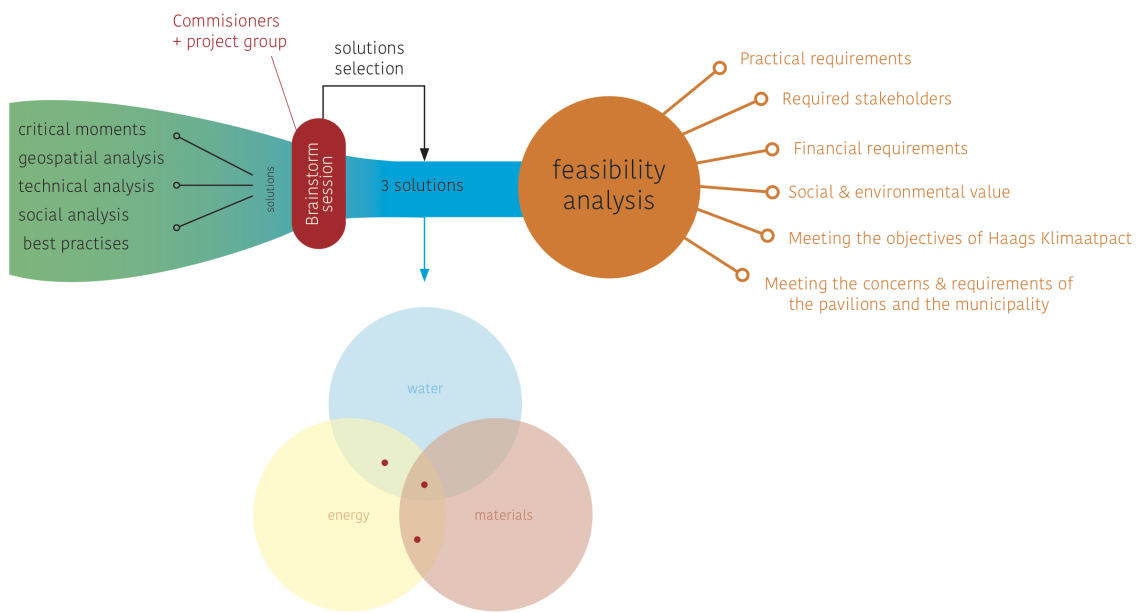 Commisioners
+ project group
solutions
selection
critical moments
geospatial analysis
technical analysis
social analysis
best practises
solutions
Brainstorm
session
3 solutions
feasibility
analysis
Practical requirements
Required stakeholders
Financial requirements
Social & environmental value
Meeting the objectives of Haags Klimaatpact
Meeting the concerns & requirements of
the pavilions and the municipality
water
energy
materials